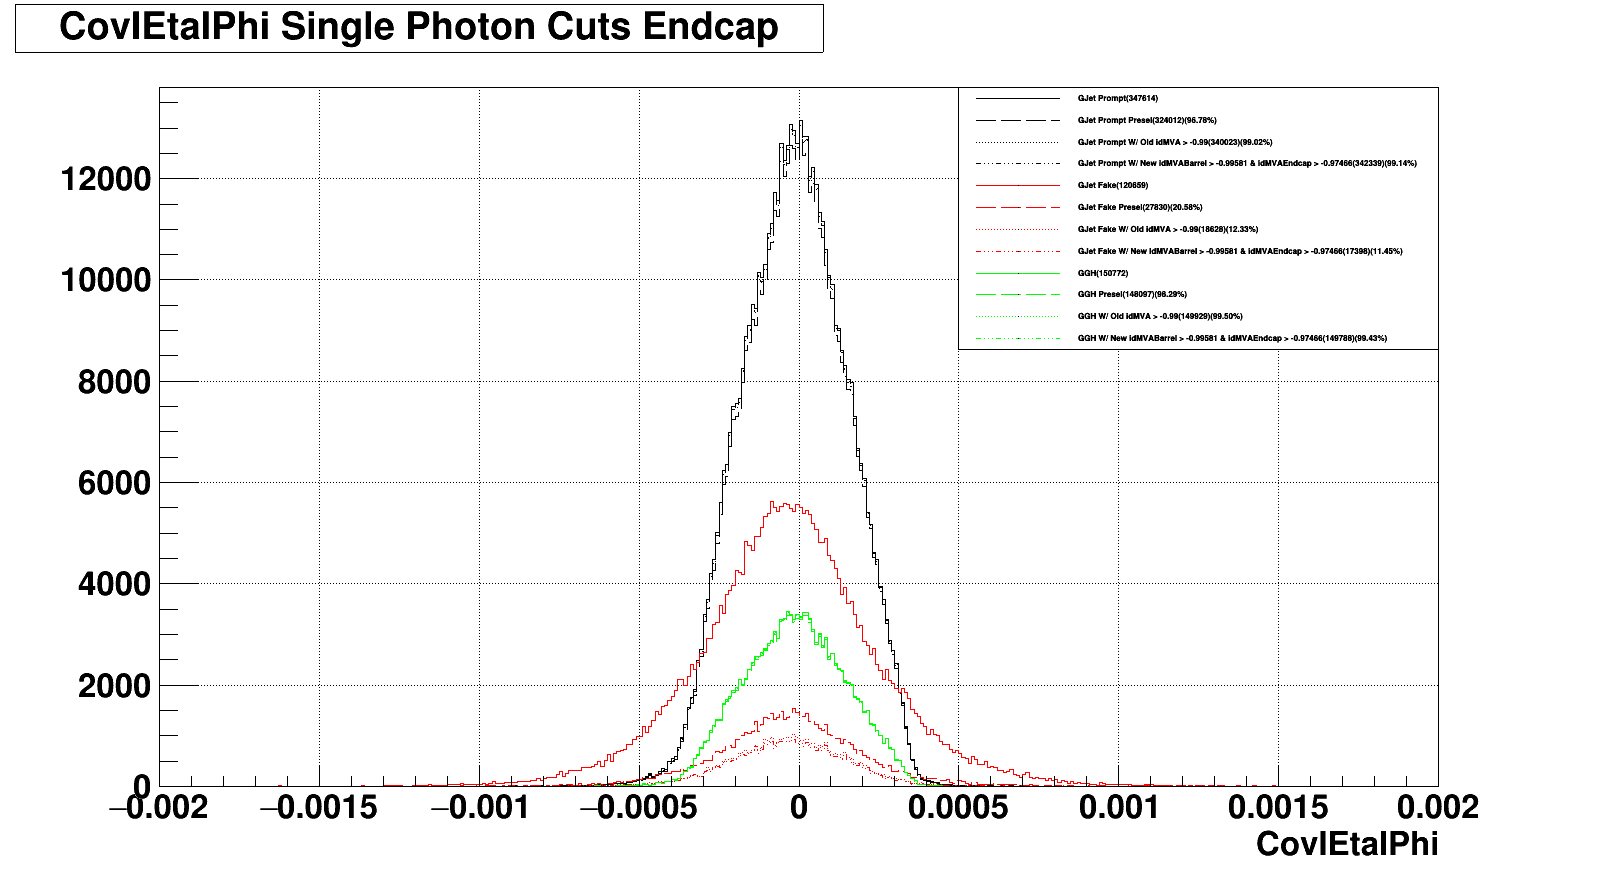 CovIEtaIPhi Single Photon Cuts Endcap
GJet Prompt(347614)
GJet Prompt Presel(324012)(96.78%)
GJet Prompt W/ Old idMVA > -0.99(340023)(99.02%)
GJet Prompt W/ New idMVABarrel > -0.99581 & idMVAEndcap > -0.97466(342339)(99.14%)
GJet Fake(120659)
GJet Fake Presel(27830)(20.58%)
GJet Fake W/ Old idMVA > -0.99(18628)(12.33%)
GJet Fake W/ New idMVABarrel > -0.99581 & idMVAEndcap > -0.97466(17398)(11.45%)
GGH(150772)
GGH Presel(148097)(98.29%)
GGH W/ Old idMVA > -0.99(149929)(99.50%)
GGH W/ New idMVABarrel > -0.99581 & idMVAEndcap > -0.97466(149788)(99.43%)
12000
10000
8000
6000
4000
2000
0
−0.002 −0.0015 −0.001 −0.0005 0 0.0005 0.001 0.0015 0.002
CovIEtaIPhi